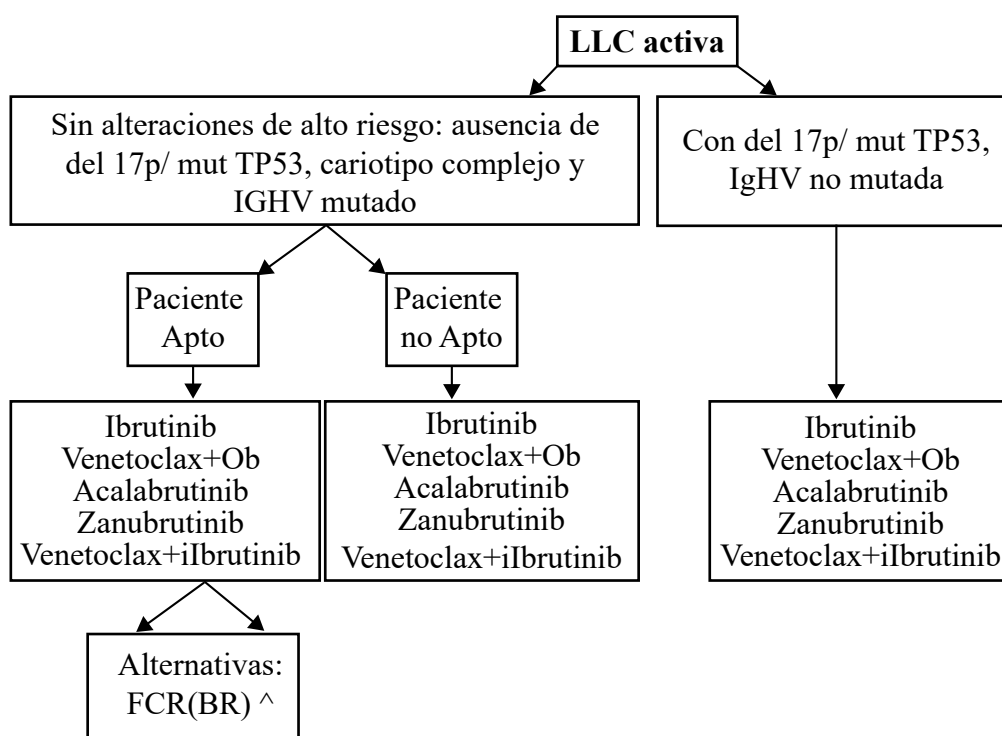 LLC activa
Sin alteraciones de alto riesgo: ausencia de
del 17p/ mut TP53, cariotipo complejo y
IGHV mutado
Con del 17p/ mut TP53,
IgHV no mutada
Paciente
Apto
Paciente
no Apto
Ibrutinib
Venetoclax+Ob
Acalabrutinib
Zanubrutinib
Venetoclax+iIbrutinib
Ibrutinib
Venetoclax+Ob
Acalabrutinib
Zanubrutinib
Venetoclax+iIbrutinib
Ibrutinib
Venetoclax+Ob
Acalabrutinib
Zanubrutinib
Venetoclax+iIbrutinib
Alternativas:
FCR(BR) ^